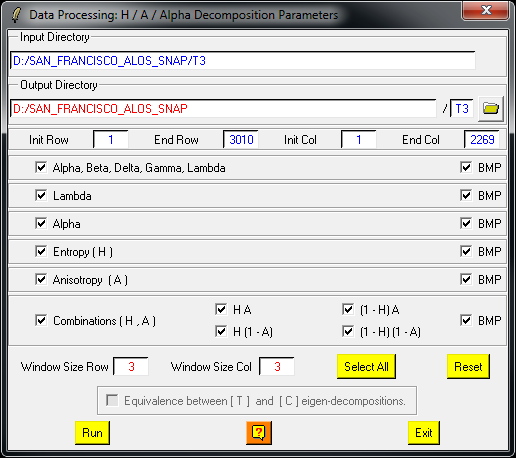 Data Processing: H / A / Alpha Decomposition Parameters
Input Directory
D:/SAN_FRANCISCO_ALOS_SNAP/T3
Output Directory
D:/SAN_FRANCISCO_ALOS_SNAP / T3
Init Row 1 End Row 3010 Init Col 1 End Col 2269
Alpha, Beta, Delta, Gamma, Lambda BMP
Lambda BMP
Alpha BMP
Entropy ( H ) BMP
Anisotropy ( A ) BMP
H A (1 - H) A
Combinations ( H , A ) BMP
H (1 - A) (1 - H) (1 - A)
Window Size Row 3 Window Size Col 3 Select All Reset
Equivalence between [ T ] and [ C ] eigen-decompositions.
Run ? Exit